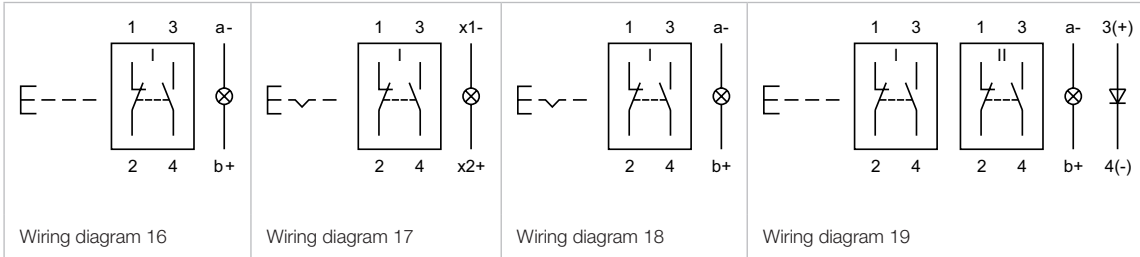 1 3 a-
I
2 4 b+
Wiring diagram 16
1 3 x1-
I
2 4 x2+
Wiring diagram 17
1 3 a-
I
2 4 b+
Wiring diagram 18
1 3 1 3 a- 3(+)
I II
2 4 2 4 b+ 4(-)
Wiring diagram 19